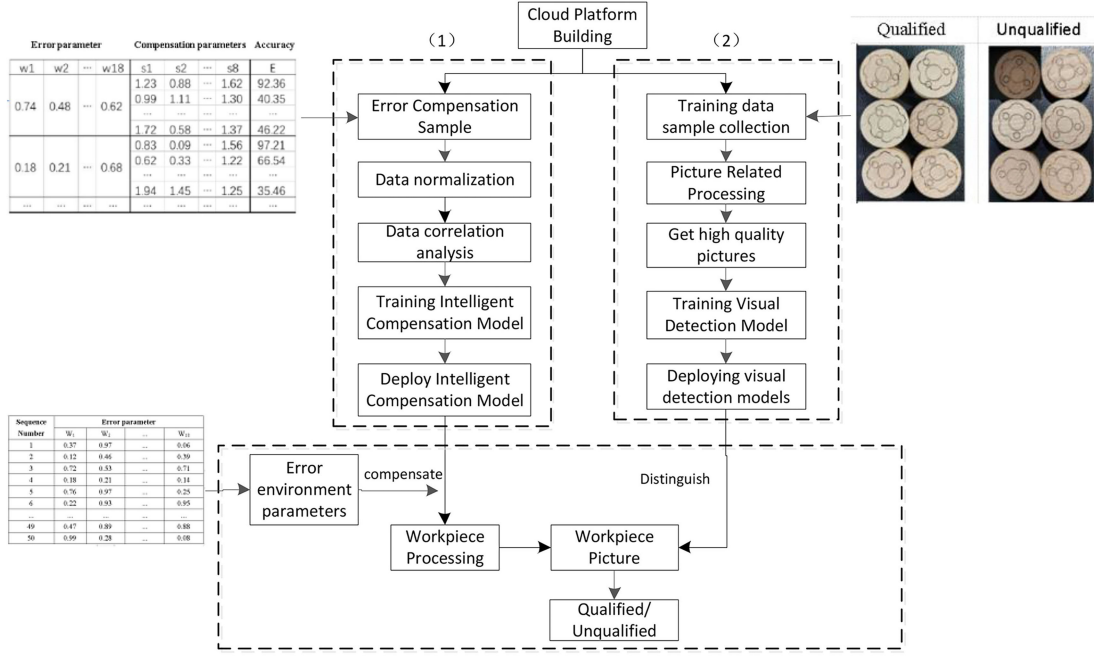 Cloud Platform
Building
(1)
(2)
Error parameter Compensation parameters Accuracy
w1 w2 ... w18 s1 s2 ... s8 E
1.23 0.88 ... 1.62 92.36
0.74 0.48 ... 0.62 0.99 1.11 ... 1.30 40.35
... ... ... ...
1.72 0.58 ... 1.37 46.22
0.83 0.09 ... 1.56 97.21
0.18 0.21 ... 0.68 0.62 0.33 ... 1.22 66.54
... ... ... ...
1.94 1.45 ... 1.25 35.46
... ... ... ... ... ... ... ... ...
Error Compensation
Sample
Data normalization
Data correlation
analysis
Training Intelligent
Compensation Model
Deploy Intelligent
Compensation Model
Training data
sample collection
Picture Related
Processing
Get high quality
pictures
Training Visual
Detection Model
Deploying visual
detection models
Qualified
Unqualified
Sequence Error parameter
Number W1 W2 ... W18
1 0.37 0.97 ... 0.06
2 0.12 0.46 ... 0.39
3 0.72 0.53 ... 0.71
4 0.18 0.21 ... 0.14
5 0.76 0.97 ... 0.25
6 0.22 0.93 ... 0.95
... ... ... ... ...
49 0.47 0.89 ... 0.88
50 0.99 0.28 ... 0.08
Error
environment
parameters
compensate
Distinguish
Workpiece
Processing
Workpiece
Picture
Qualified/
Unqualified